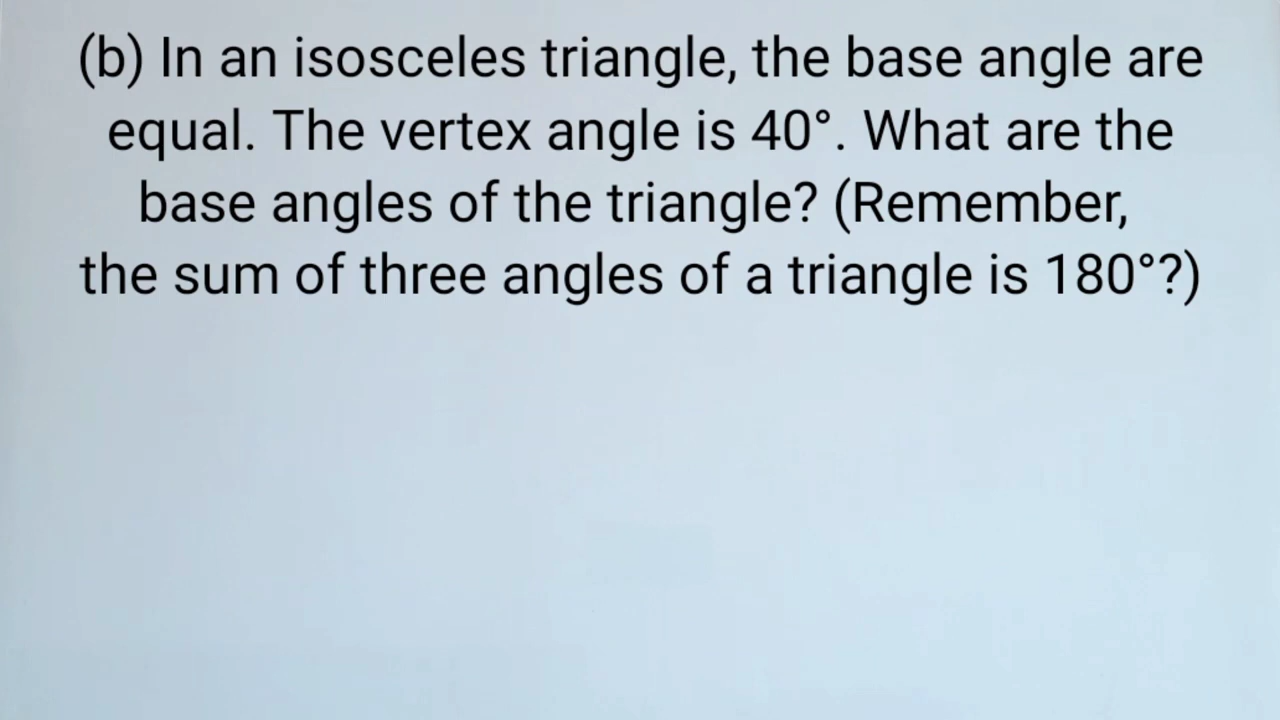 (b) In an isosceles triangle, the base angle are
equal. The vertex angle is 40°. What are the
base angles of the triangle? (Remember,
the sum of three angles of a triangle is 180°?)